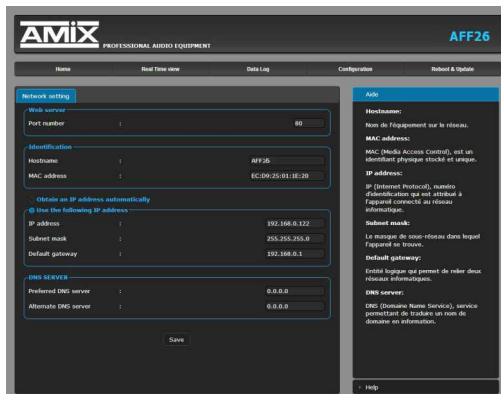 AMIX
PROFESSIONAL AUDIO EQUIPMENT
AFF26
Home Real Time view Data Log Configuration Reboot & Update
Network setting
Web server
Port number : 80
Identification
Hostname : AFF26
MAC address : EC:D9:25:01:1E:20
Obtain an IP address automatically
Use the following IP address
IP address : 192.168.0.122
Subnet mask : 255.255.255.0
Default gateway : 192.168.0.1
DNS SERVER
Preferred DNS server : 0.0.0.0
Alternate DNS server : 0.0.0.0
Save
Aide
Hostname:
Nom de l'équipement sur le réseau.
MAC address:
MAC (Media Access Control), est un
identifiant physique stocké et unique.
IP address:
IP (Internet Protocol), numéro
d'identification qui est attribué à
l'appareil connecté au réseau
informatique.
Subnet mask:
Le masque de sous-réseau dans lequel
l'appareil se trouve.
Default gateway:
Entité logique qui permet de relier deux
réseaux informatiques.
DNS server:
DNS (Domaine Name Service), service
permettant de traduire un nom de
domaine en information.
Help